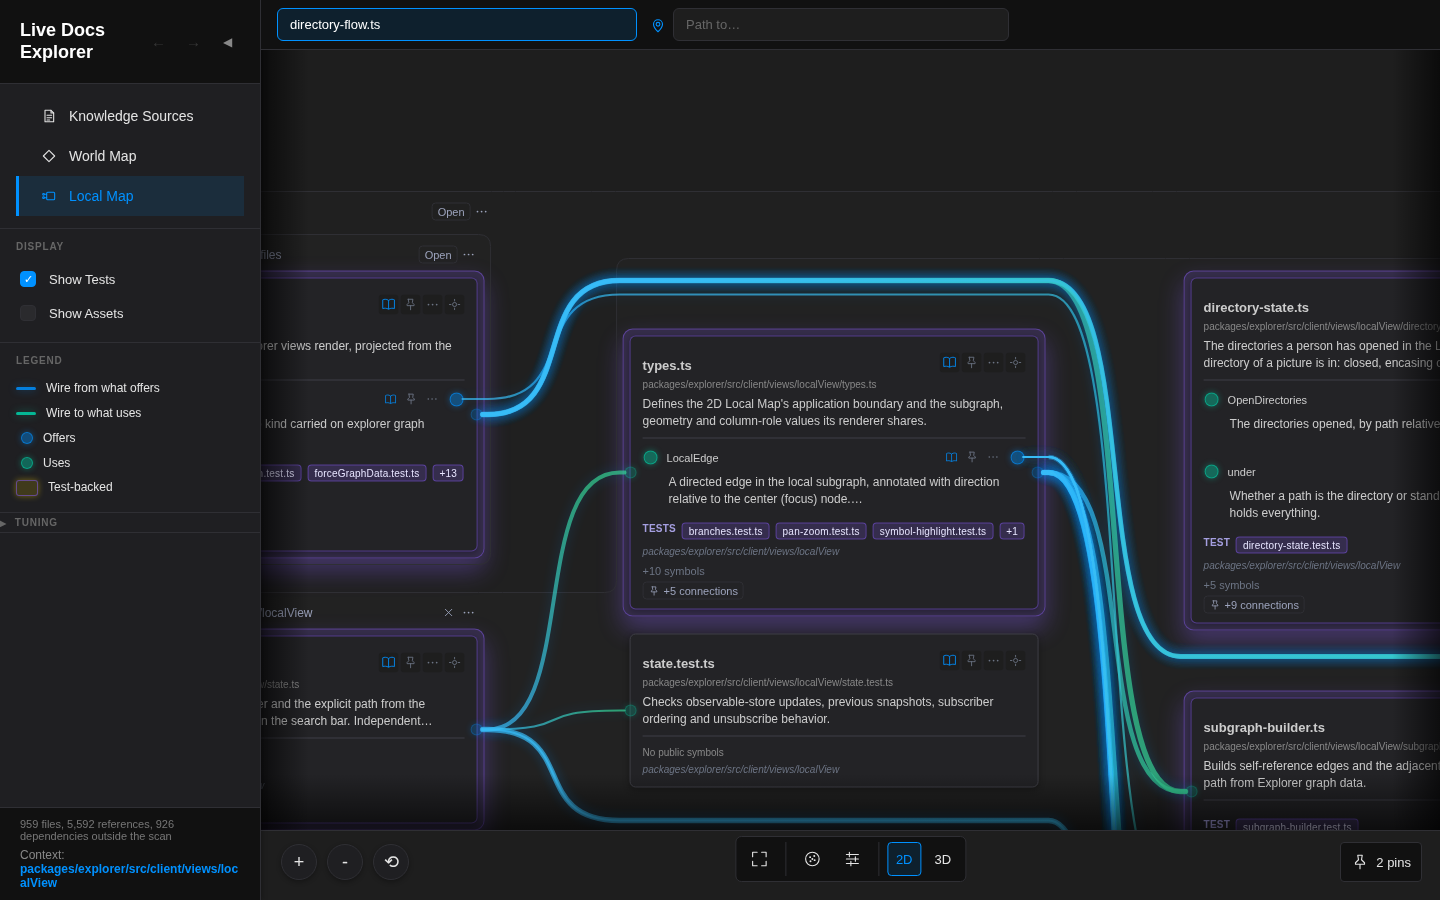 Live Docs
Explorer
← → ◀
Knowledge Sources
World Map
Local Map
DISPLAY
✓ Show Tests
Show Assets
LEGEND
Wire from what offers
Wire to what uses
Offers
Uses
Test-backed
▶ TUNING
959 files, 5,592 references, 926
dependencies outside the scan
Context:
packages/explorer/src/client/views/loc
alView
directory-flow.ts
Path to…
Open ···
files
Open ···
views render, projected from the
kind carried on explorer graph
.test.ts forceGraphData.test.ts +13
/localView
/state.ts
and the explicit path from the
the search bar. Independent…
types.ts
packages/explorer/src/client/views/localView/types.ts
Defines the 2D Local Map's application boundary and the subgraph,
geometry and column-role values its renderer shares.
LocalEdge
A directed edge in the local subgraph, annotated with direction
relative to the center (focus) node.…
TESTS branches.test.ts pan-zoom.test.ts symbol-highlight.test.ts +1
packages/explorer/src/client/views/localView
+10 symbols
+5 connections
state.test.ts
packages/explorer/src/client/views/localView/state.test.ts
Checks observable-store updates, previous snapshots, subscriber
ordering and unsubscribe behavior.
No public symbols
packages/explorer/src/client/views/localView
directory-state.ts
packages/explorer/src/client/views/localView/directory
The directories a person has opened in the L
directory of a picture is in: closed, encasing
OpenDirectories
The directories opened, by path relative
under
Whether a path is the directory or stand
holds everything.
TEST directory-state.test.ts
packages/explorer/src/client/views/localView
+5 symbols
+9 connections
subgraph-builder.ts
packages/explorer/src/client/views/localView/subgrap
Builds self-reference edges and the adjacent
path from Explorer graph data.
TEST subgraph-builder.test.ts
+ - ⟲
2D 3D
2 pins